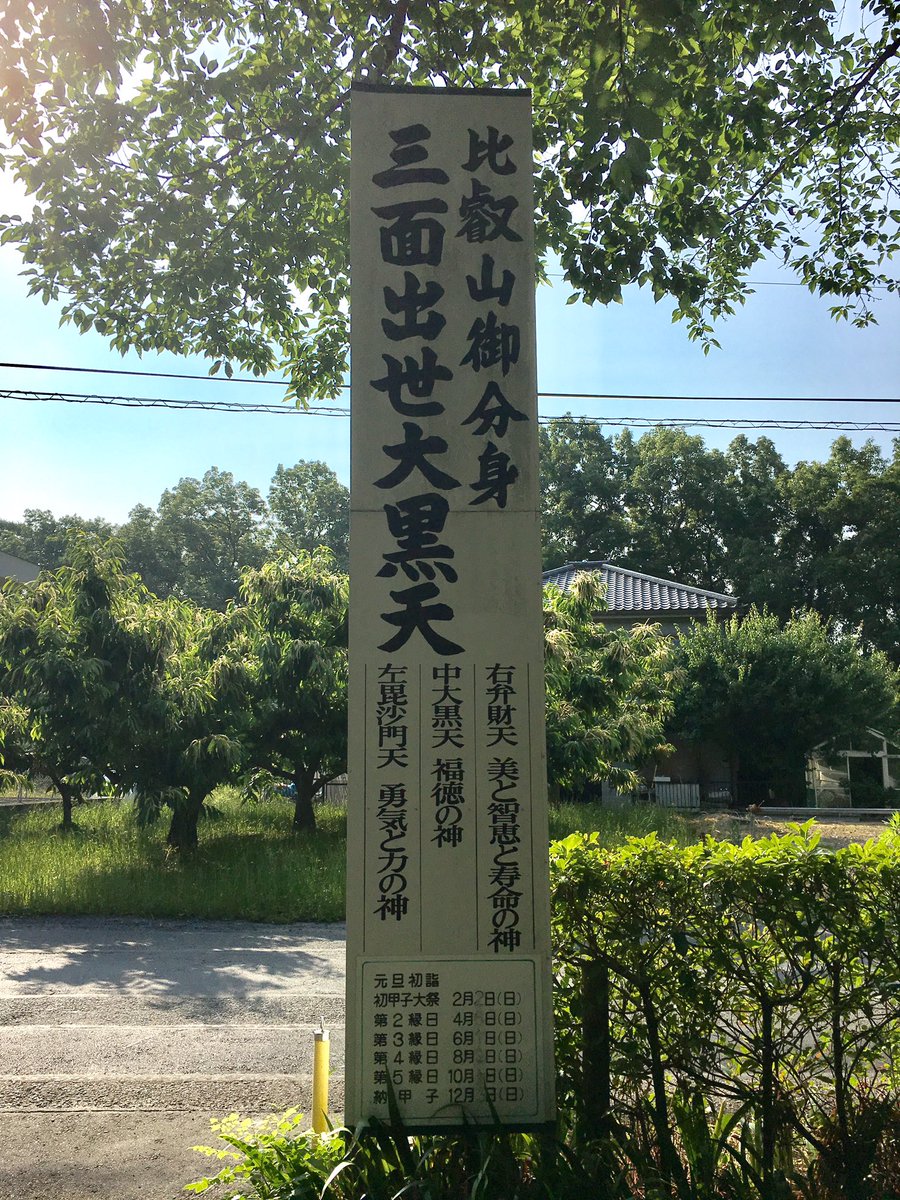 比叡山御分身
三面出世大黒天
右弁財天 美と智恵と寿命の神
中大黒天 福徳の神
左毘沙門天 勇気と力の神
元旦初詣
初甲子大祭 2月 日(日)
第2縁日 4月 日(日)
第3縁日 6月 日(日)
第4縁日 8月 日(日)
第5縁日 10月 日(日)
納甲子 12月 日(日)